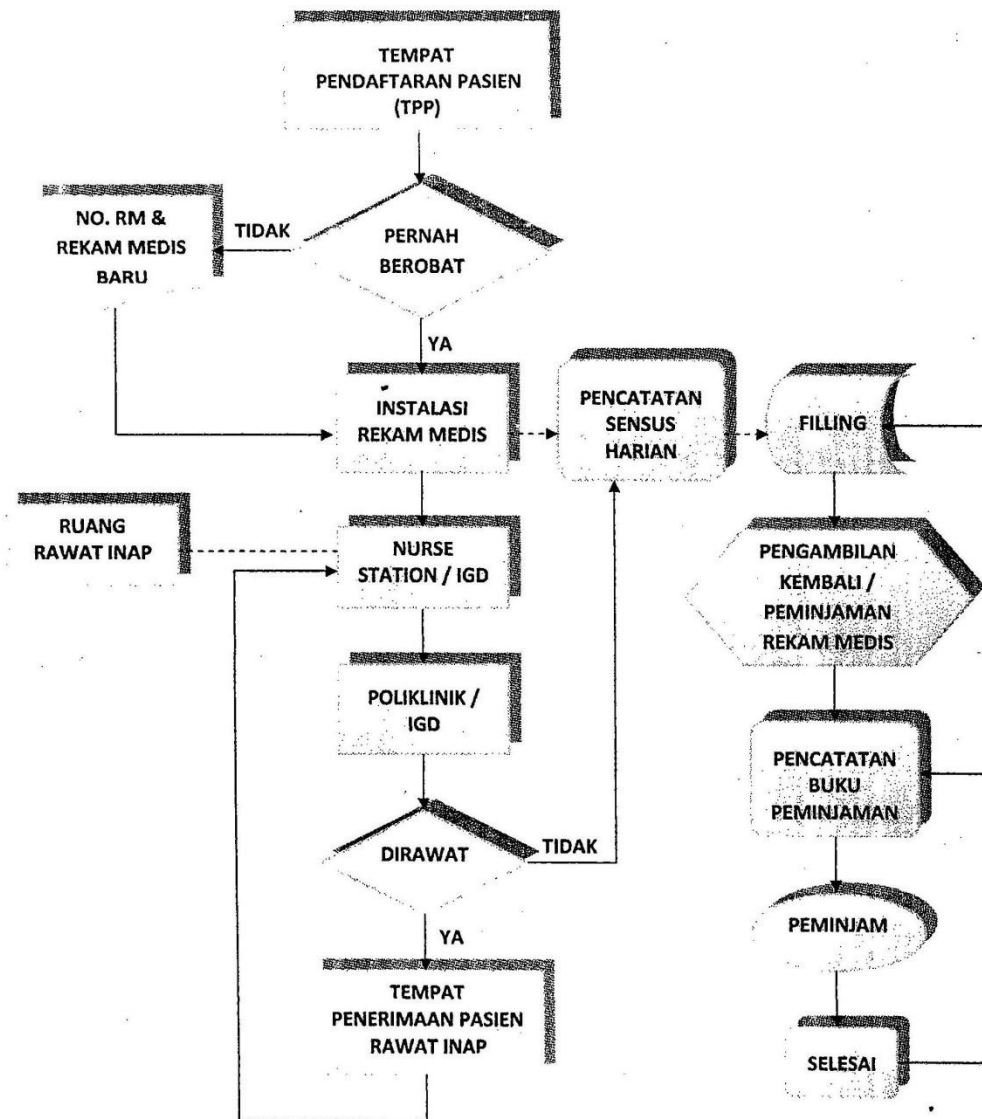 TEMPAT
PENDAFTARAN PASIEN
(TPP)
NO. RM &
REKAM MEDIS
BARU
TIDAK
PERNAH
BEROBAT
YA
INSTALASI
REKAM MEDIS
PENCATATAN
SENSUS
HARIAN
FILLING
RUANG
RAWAT INAP
NURSE
STATION / IGD
PENGAMBILAN
KEMBALI /
PEMINJAMAN
REKAM MEDIS
POLIKLINIK /
IGD
PENCATATAN
BUKU
PEMINJAMAN
DIRAWAT
TIDAK
YA
PEMINJAM
TEMPAT
PENERIMAAN PASIEN
RAWAT INAP
SELESAI